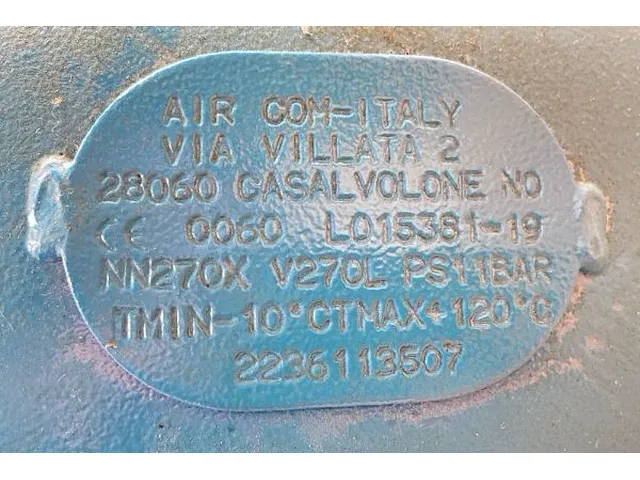 AIR COM-ITALY
VIA VILLATA 2
28060 CASALVOLONE NO
CE 0060 L015381-19
NN270X V270L PS11BAR
TMIN-10°CTMAX+120°C
2236113507